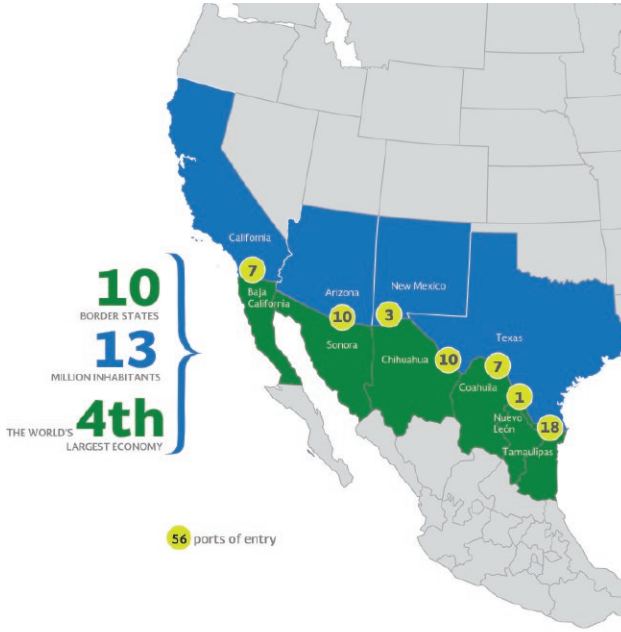 10
BORDER STATES
13
MILLION INHABITANTS
THE WORLD'S 4th
LARGEST ECONOMY
California
7
Baja
California
Arizona
10
Sonora
New Mexico
3
Chihuahua
10
Texas
7
Coahuila
1
Nuevo
León
18
Tamaulipas
56 ports of entry